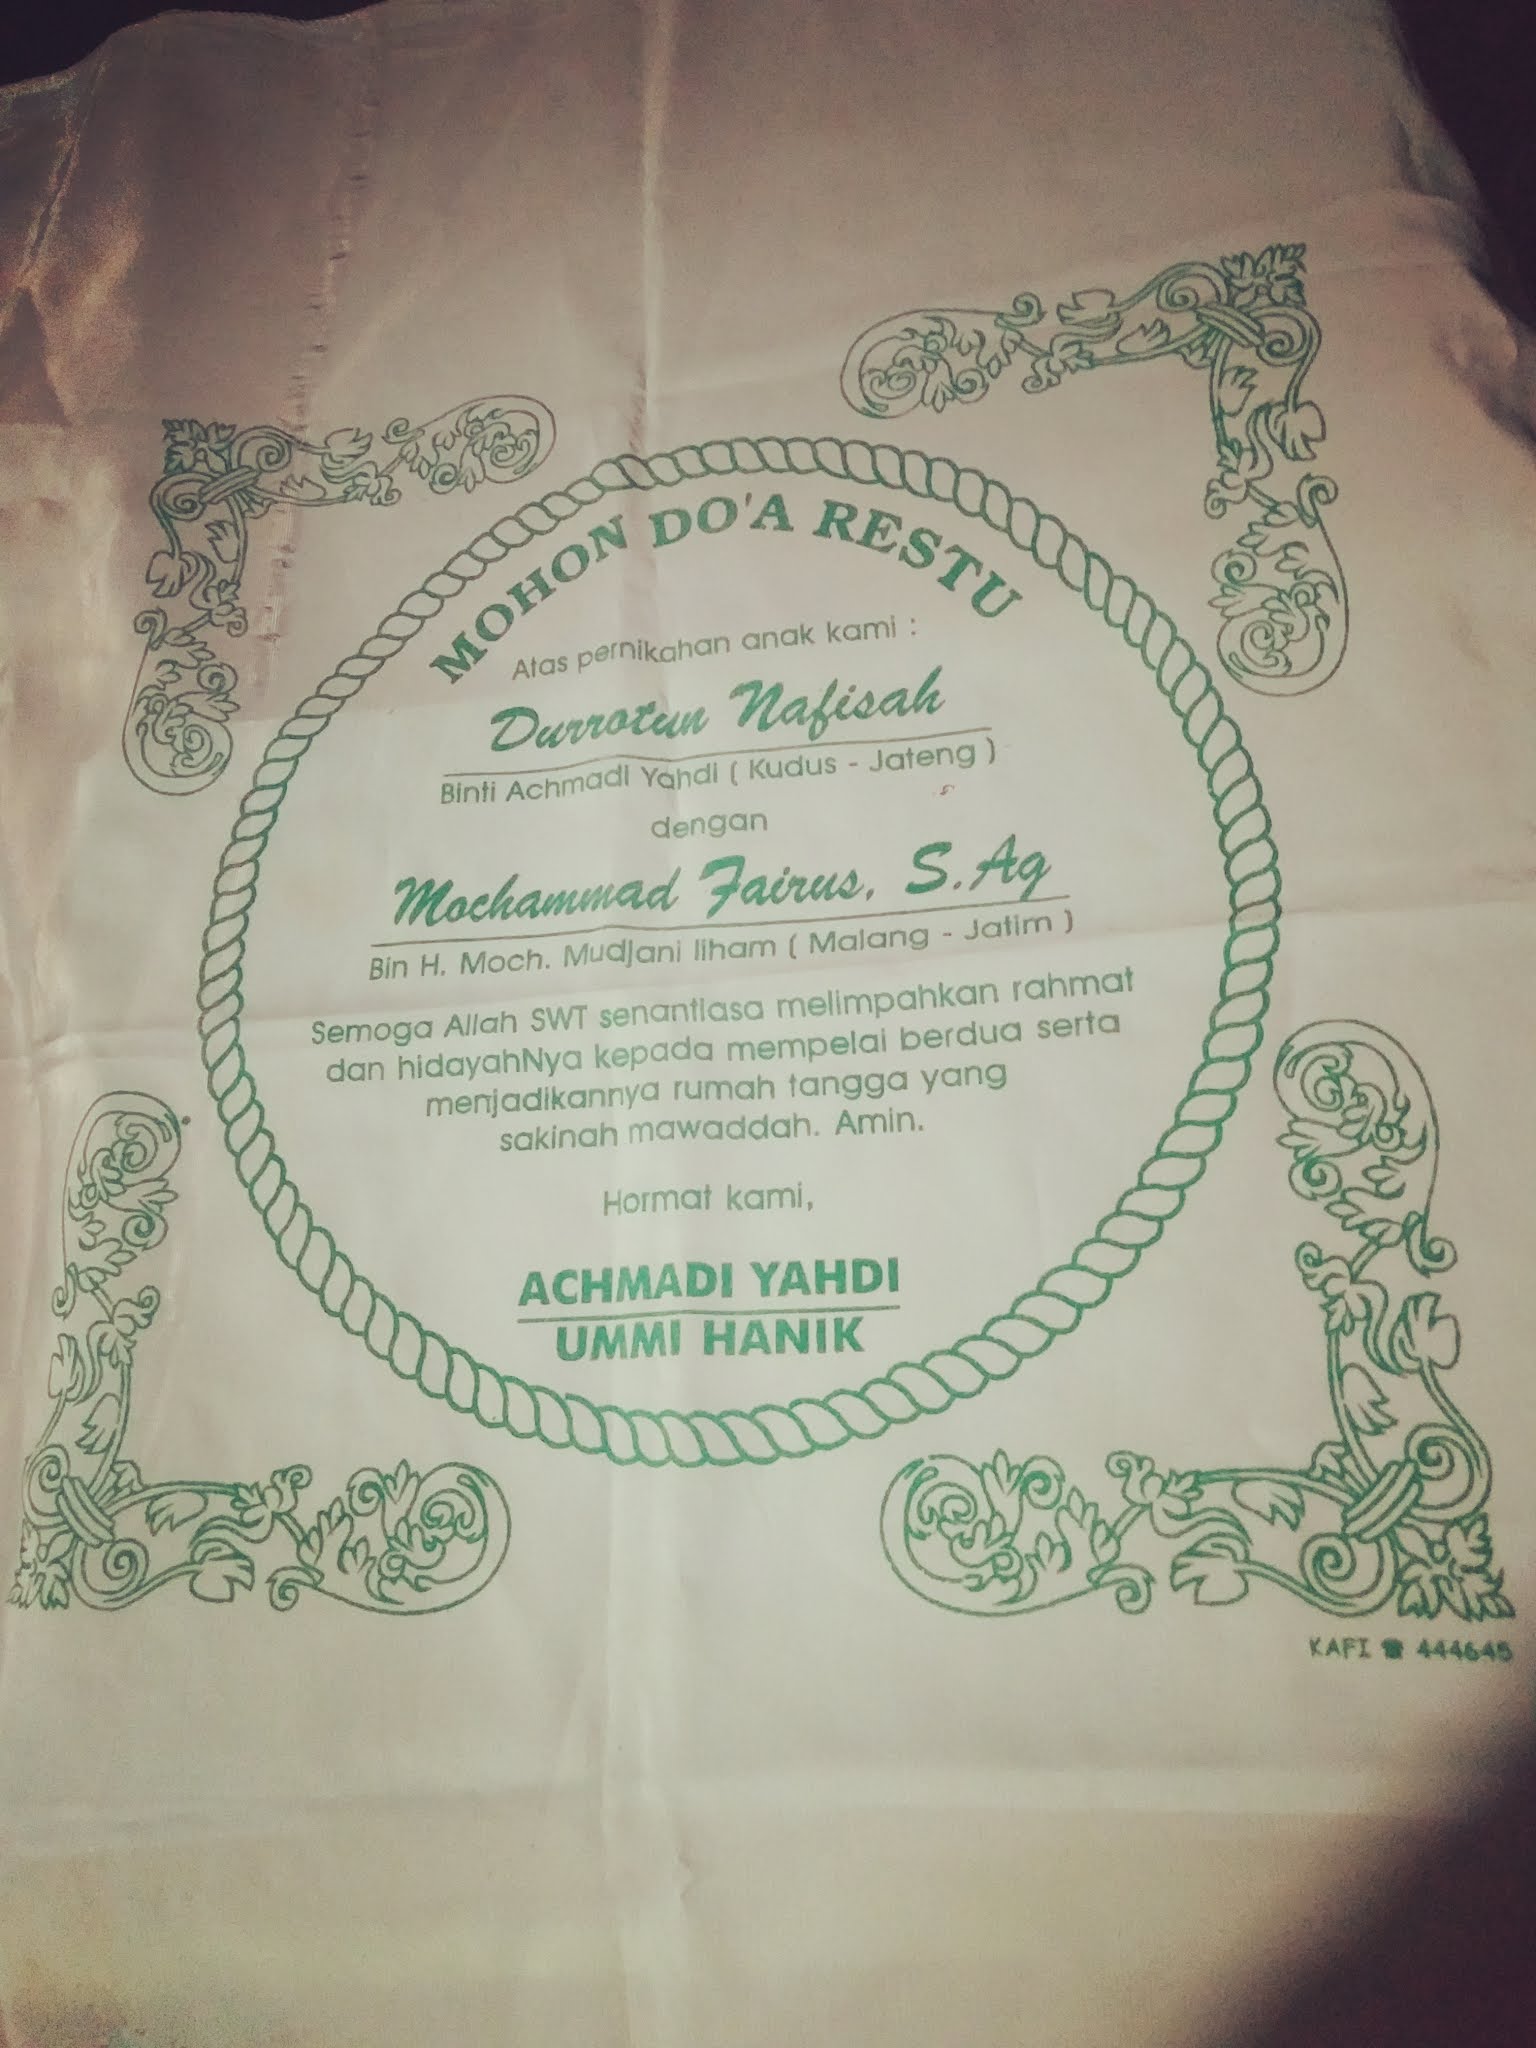 MOHON DO'A RESTU
Atas pernikahan anak kami :
Durrotun Nafisah
Binti Achmadi Yahdi ( Kudus - Jateng )
dengan
Mochammad Fairus, S.Ag
Bin H. Moch. Mudjani Ilham ( Malang - Jatim )
Semoga Allah SWT senantiasa melimpahkan rahmat
dan hidayahNya kepada mempelai berdua serta
menjadikannya rumah tangga yang
sakinah mawaddah. Amin.
Hormat kami,
ACHMADI YAHDI
UMMI HANIK
KAFI ☎ 444645